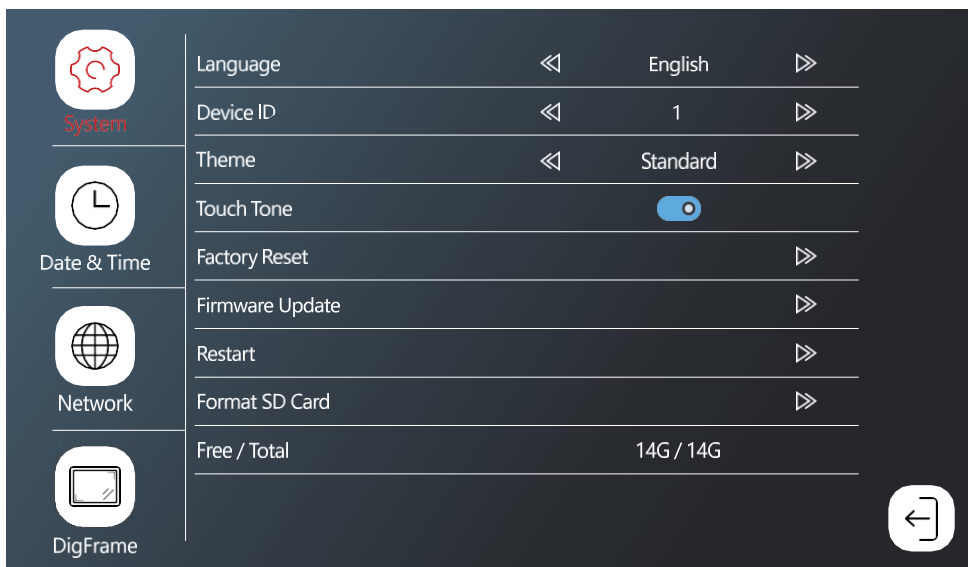 System
Date & Time
Network
DigFrame
Language English
Device ID 1
Theme Standard
Touch Tone
Factory Reset
Firmware Update
Restart
Format SD Card
Free / Total 14G / 14G